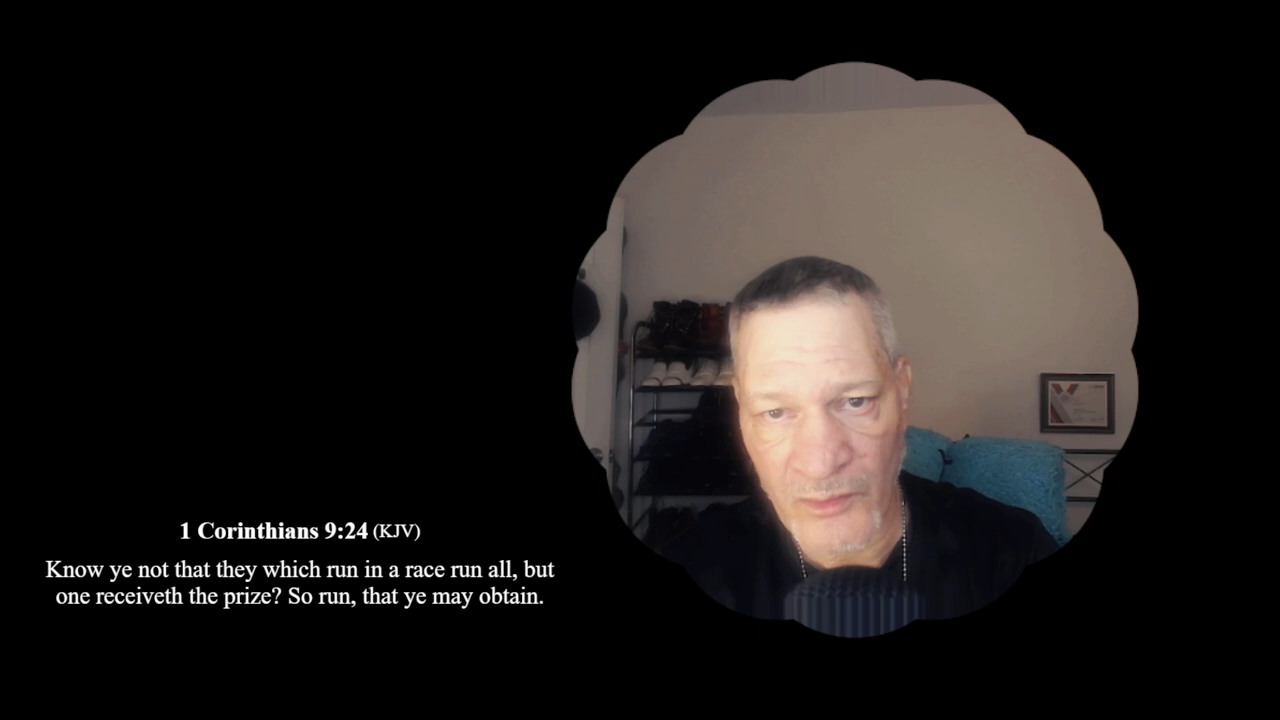 1 Corinthians 9:24 (KJV)
Know ye not that they which run in a race run all, but
one receiveth the prize? So run, that ye may obtain.